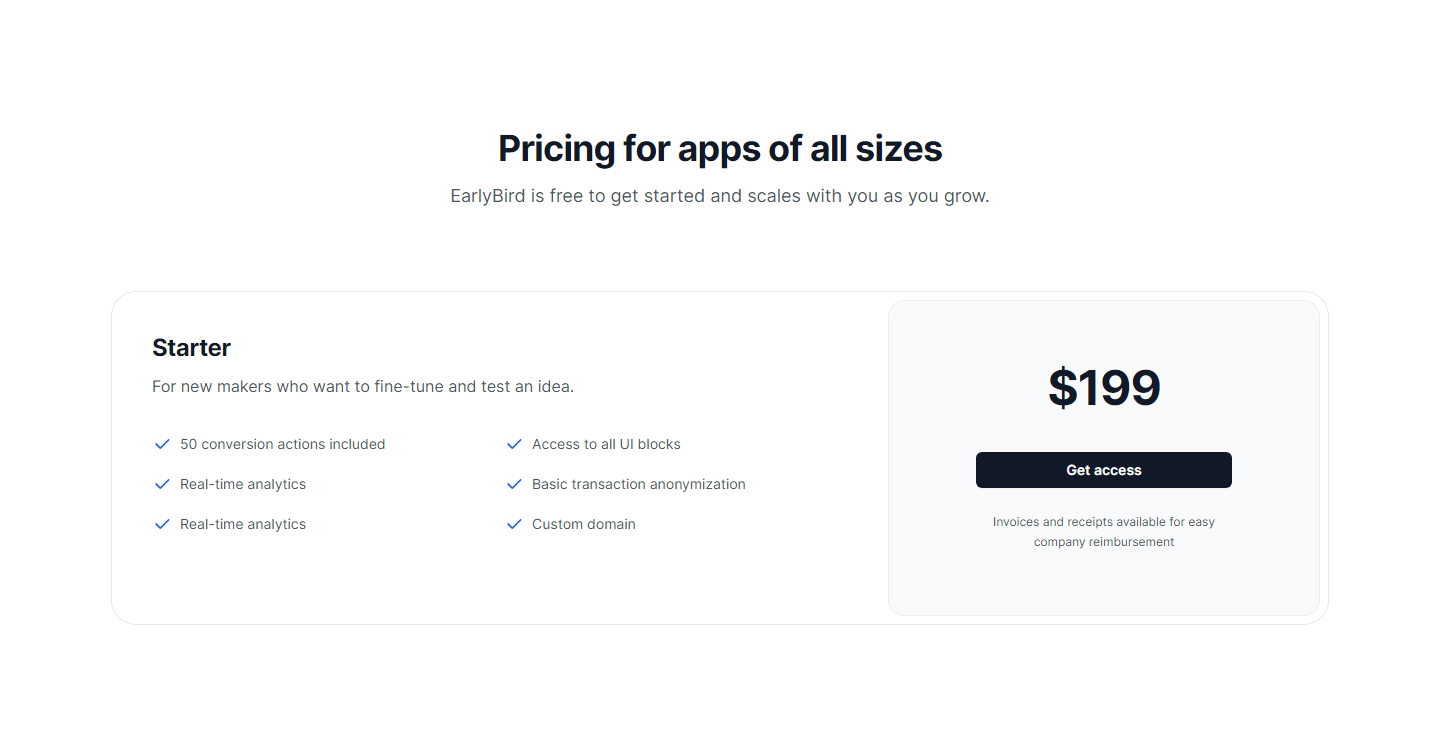 Pricing for apps of all sizes
EarlyBird is free to get started and scales with you as you grow.
Starter
For new makers who want to fine-tune and test an idea.
50 conversion actions included
Access to all UI blocks
Real-time analytics
Basic transaction anonymization
Real-time analytics
Custom domain
$199
Get access
Invoices and receipts available for easy
company reimbursement